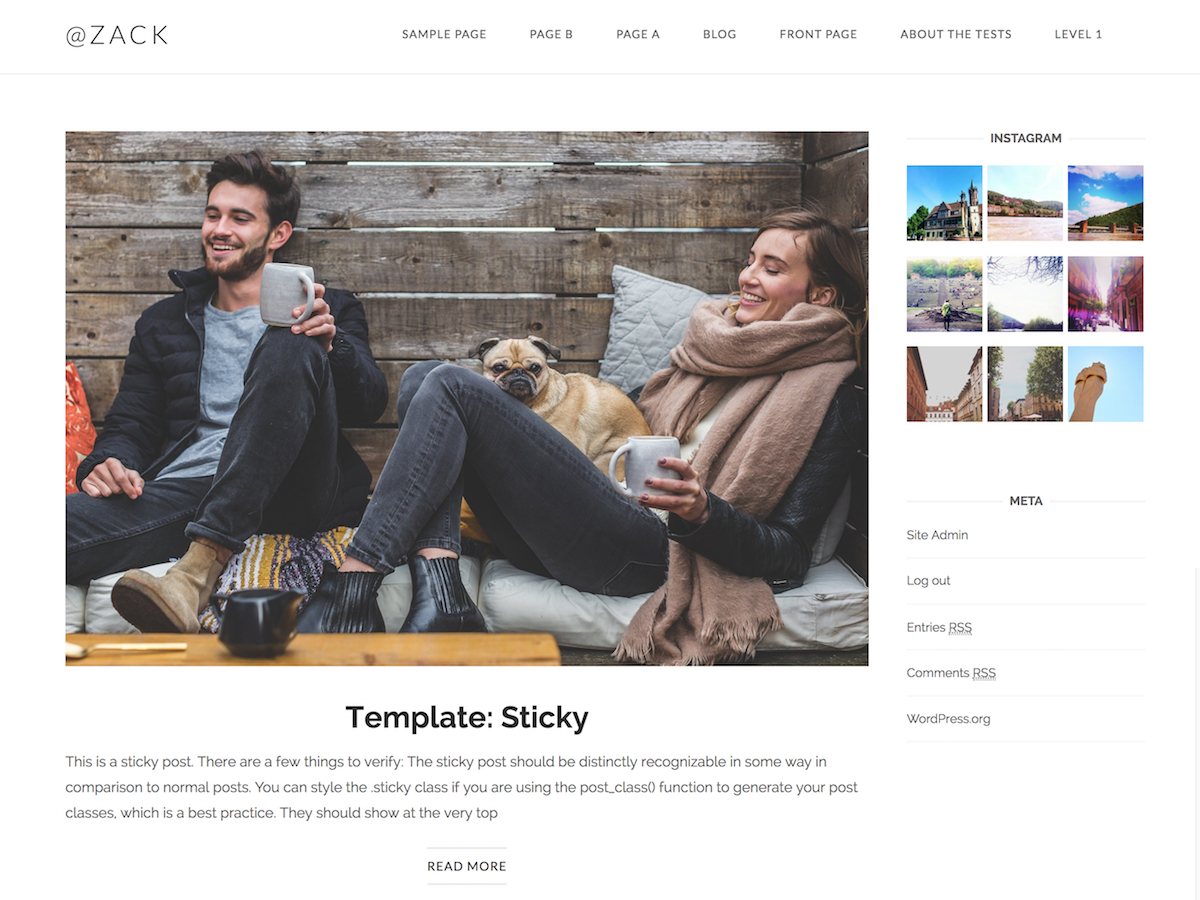 @ZACK
SAMPLE PAGE PAGE B PAGE A BLOG FRONT PAGE ABOUT THE TESTS LEVEL 1
INSTAGRAM
META
Site Admin
Log out
Entries RSS
Comments RSS
WordPress.org
Template: Sticky
This is a sticky post. There are a few things to verify: The sticky post should be distinctly recognizable in some way in
comparison to normal posts. You can style the .sticky class if you are using the post_class() function to generate your post
classes, which is a best practice. They should show at the very top
READ MORE